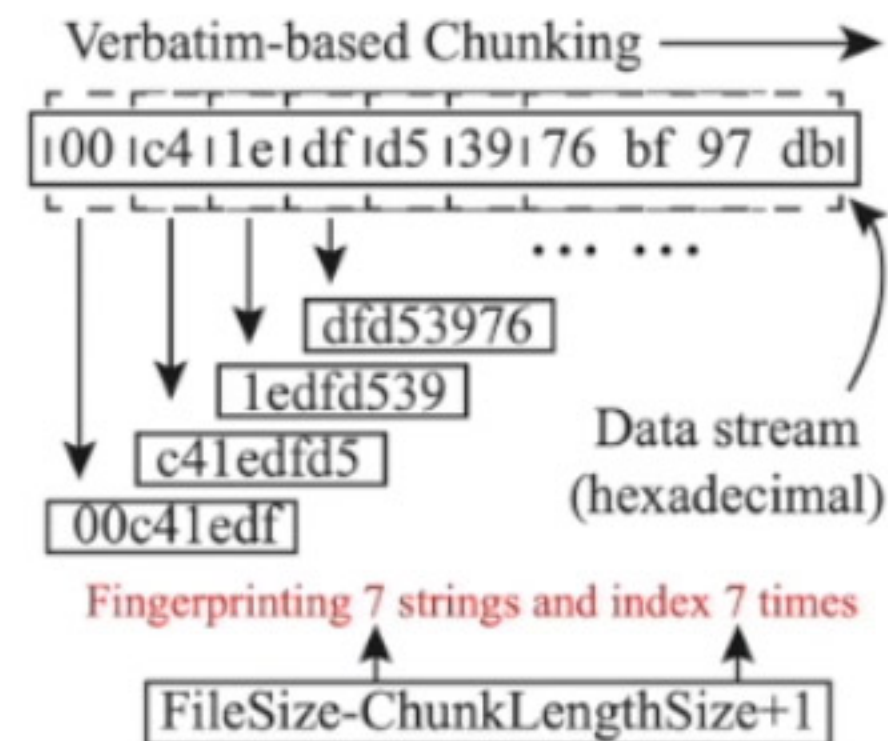 Verbatim-based Chunking
00 c4 1e df d5 39 76 bf 97 db
... ...
dfd53976
1edfd539
c41edfd5
00c41edf
Data stream
(hexadecimal)
Fingerprinting 7 strings and index 7 times
FileSize-ChunkLengthSize+1